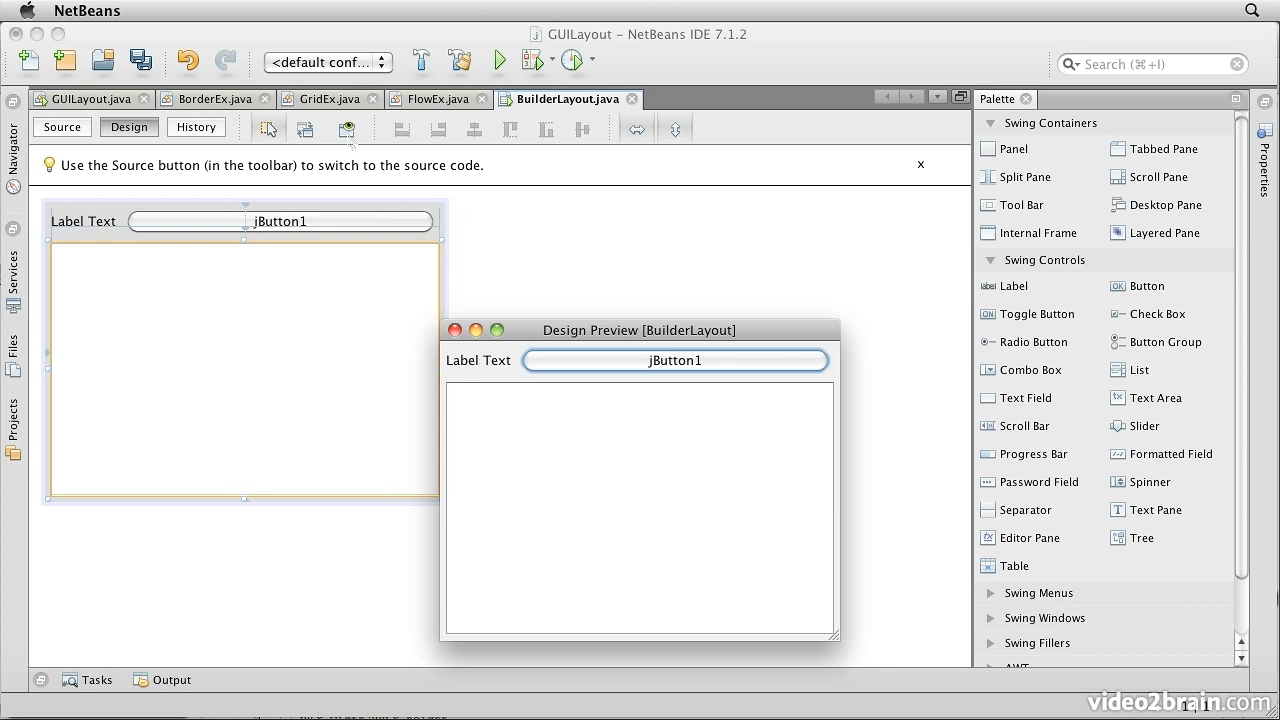 NetBeans
GUILayout – NetBeans IDE 7.1.2
<default conf...
Search (⌘+I)
GUILayout.java
BorderEx.java
GridEx.java
FlowEx.java
BuilderLayout.java
Palette
Source
Design
History
Use the Source button (in the toolbar) to switch to the source code.
x
Label Text
jButton1
Design Preview [BuilderLayout]
Label Text
jButton1
Navigator
Services
Files
Projects
Swing Containers
Panel
Tabbed Pane
Split Pane
Scroll Pane
Tool Bar
Desktop Pane
Internal Frame
Layered Pane
Swing Controls
label Label
OK Button
ON Toggle Button
Check Box
Radio Button
Button Group
Combo Box
List
Text Field
Text Area
Scroll Bar
Slider
Progress Bar
Formatted Field
Password Field
Spinner
Separator
Text Pane
Editor Pane
Tree
Table
Swing Menus
Swing Windows
Swing Fillers
AWT
Properties
Tasks
Output
video2brain.com